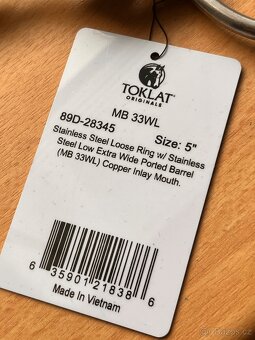 TOKLAT
ORIGINALS
MB 33WL
89D-28345 Size: 5"
Stainless Steel Loose Ring w/ Stainless
Steel Low Extra Wide Ported Barrel
(MB 33WL) Copper Inlay Mouth.
6 35901 21838 6
Made In Vietnam